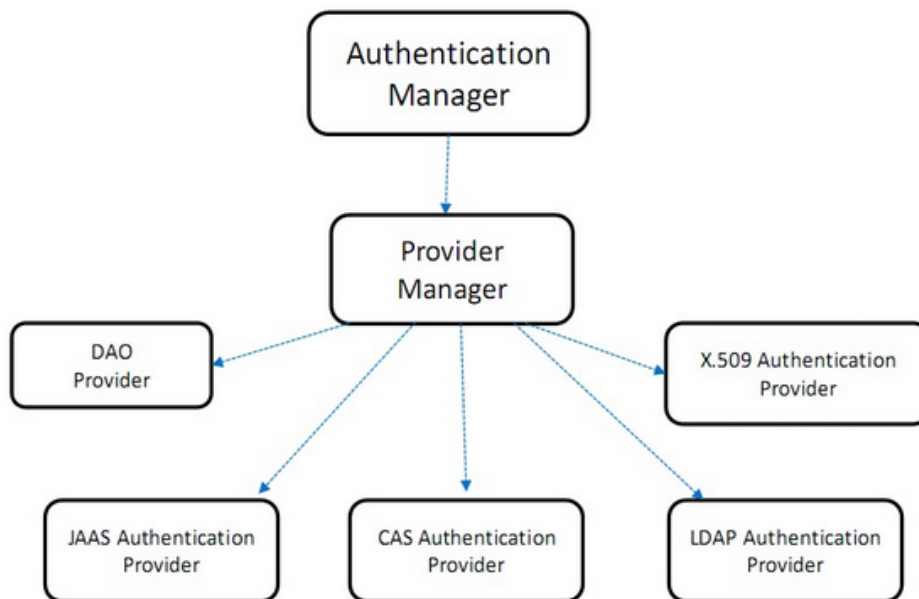 Authentication
Manager
Provider
Manager
DAO
Provider
X.509 Authentication
Provider
JAAS Authentication
Provider
CAS Authentication
Provider
LDAP Authentication
Provider